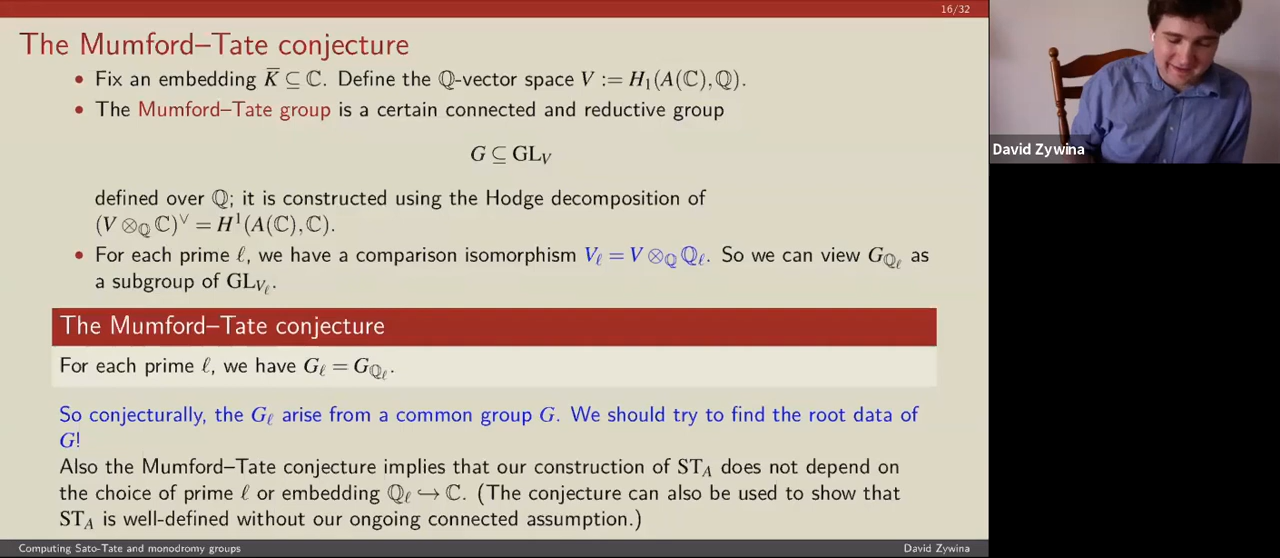 16/32
The Mumford–Tate conjecture
• Fix an embedding K̅ ⊆ ℂ. Define the ℚ-vector space V := H₁(A(ℂ),ℚ).
• The Mumford–Tate group is a certain connected and reductive group
G ⊆ GL_V
defined over ℚ; it is constructed using the Hodge decomposition of
(V ⊗_ℚ ℂ)^∨ = H¹(A(ℂ),ℂ).
• For each prime ℓ, we have a comparison isomorphism V_ℓ = V ⊗_ℚ ℚ_ℓ. So we can view G_{ℚ_ℓ} as
a subgroup of GL_{V_ℓ}.
The Mumford–Tate conjecture
For each prime ℓ, we have G_ℓ = G_{ℚ_ℓ}.
So conjecturally, the G_ℓ arise from a common group G. We should try to find the root data of
G!
Also the Mumford–Tate conjecture implies that our construction of ST_A does not depend on
the choice of prime ℓ or embedding ℚ_ℓ ↪ ℂ. (The conjecture can also be used to show that
ST_A is well-defined without our ongoing connected assumption.)
Computing Sato-Tate and monodromy groups
David Zywina
David Zywina